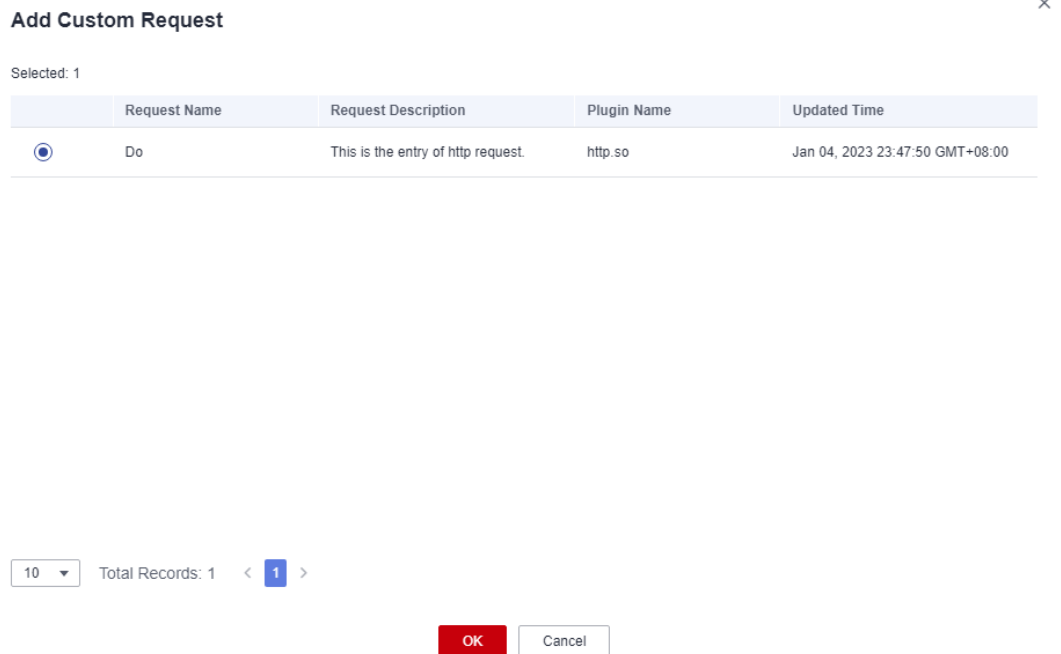 Add Custom Request
Selected: 1
Request Name Request Description Plugin Name Updated Time
Do This is the entry of http request. http.so Jan 04, 2023 23:47:50 GMT+08:00
10 Total Records: 1 < 1 >
OK Cancel